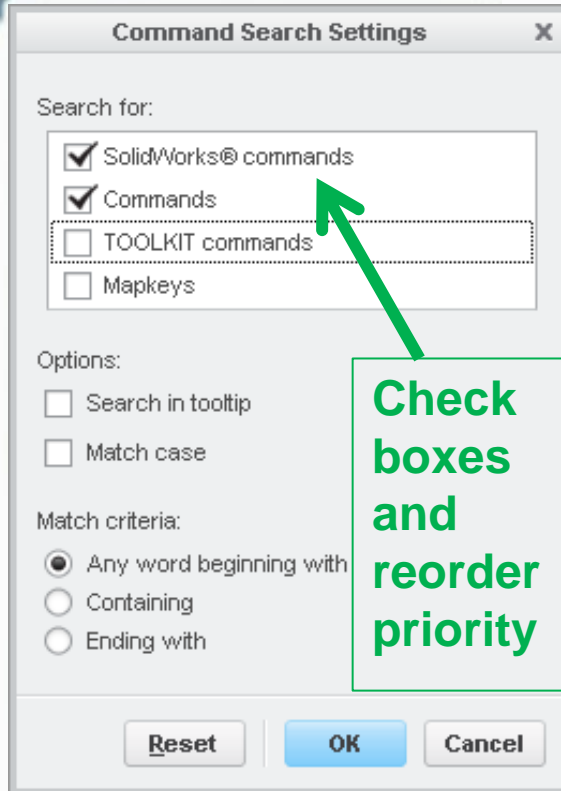 Command Search Settings
Search for:
SolidWorks® commands
Commands
TOOLKIT commands
Mapkeys
Options:
Search in tooltip
Match case
Match criteria:
Any word beginning with
Containing
Ending with
Check
boxes
and
reorder
priority
Reset OK Cancel